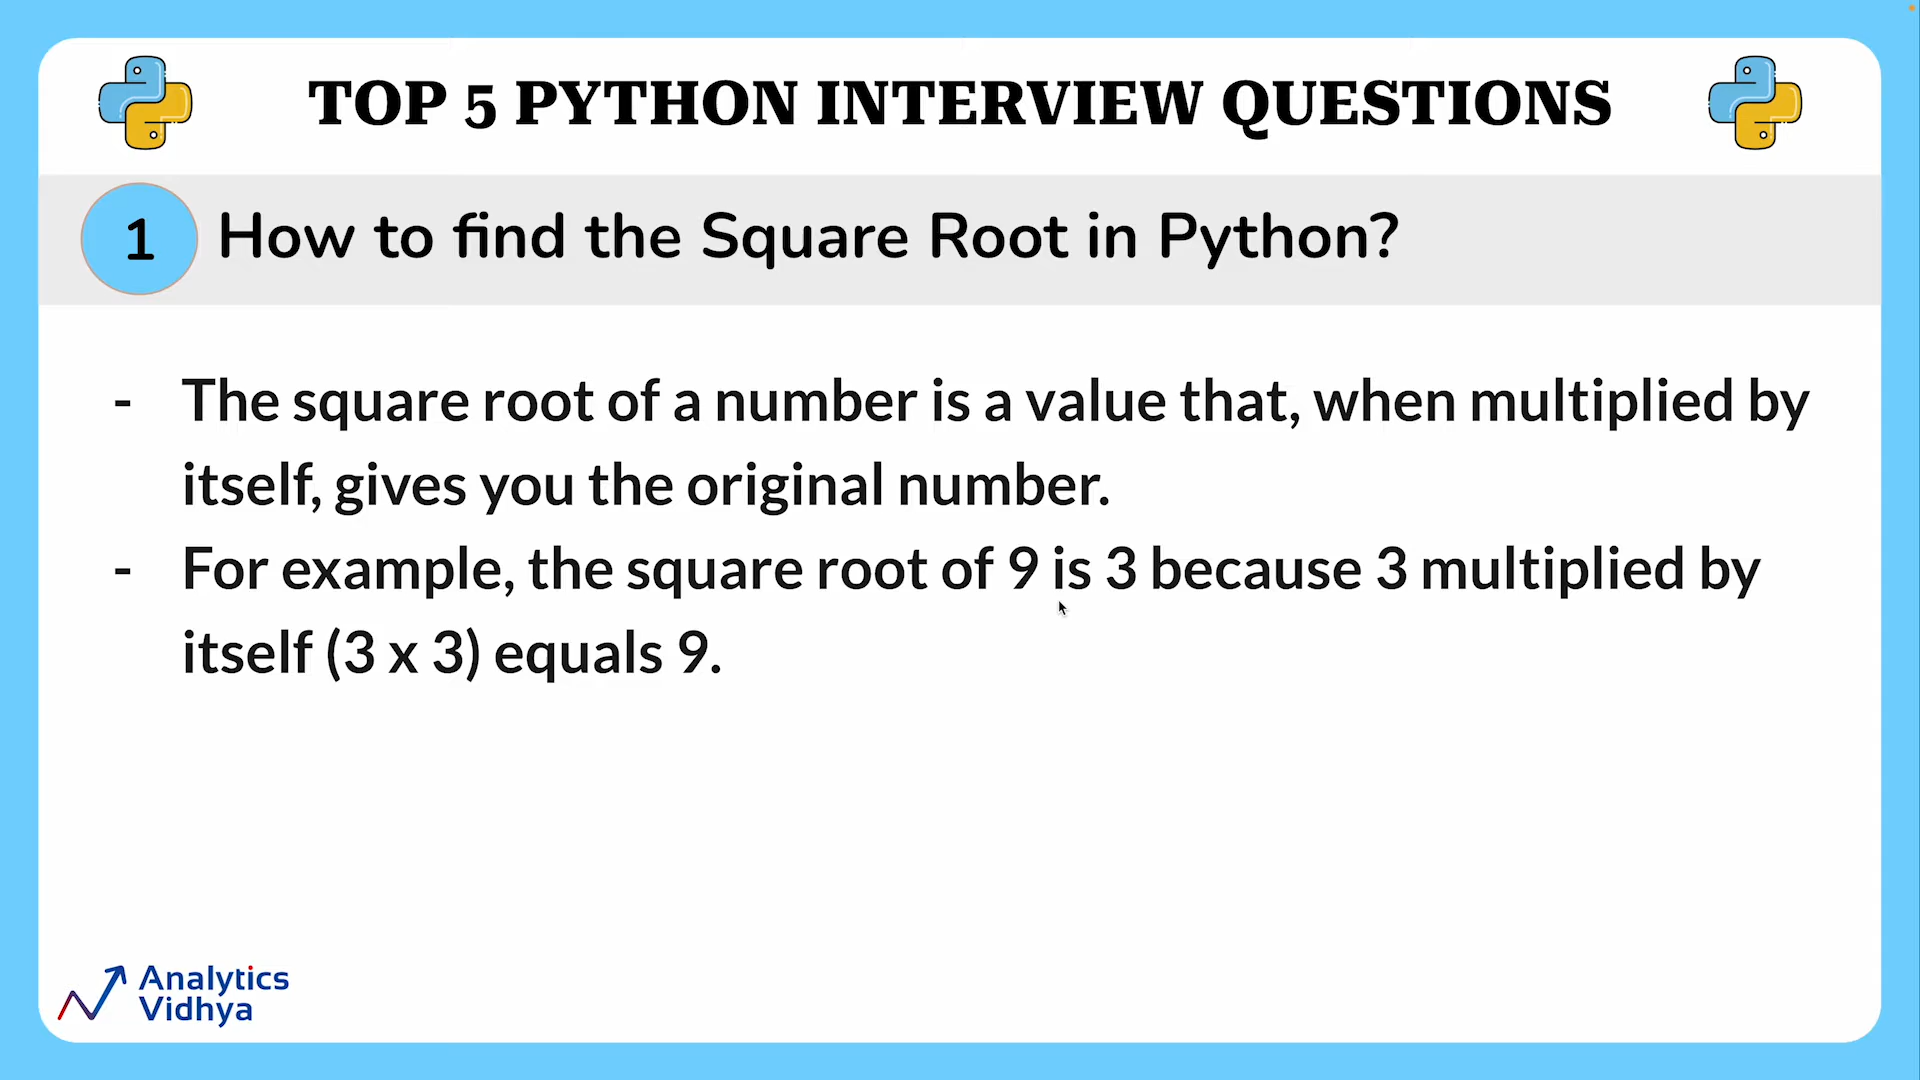 TOP 5 PYTHON INTERVIEW QUESTIONS
1 How to find the Square Root in Python?
- The square root of a number is a value that, when multiplied by
itself, gives you the original number.
- For example, the square root of 9 is 3 because 3 multiplied by
itself (3 x 3) equals 9.
Analytics
Vidhya